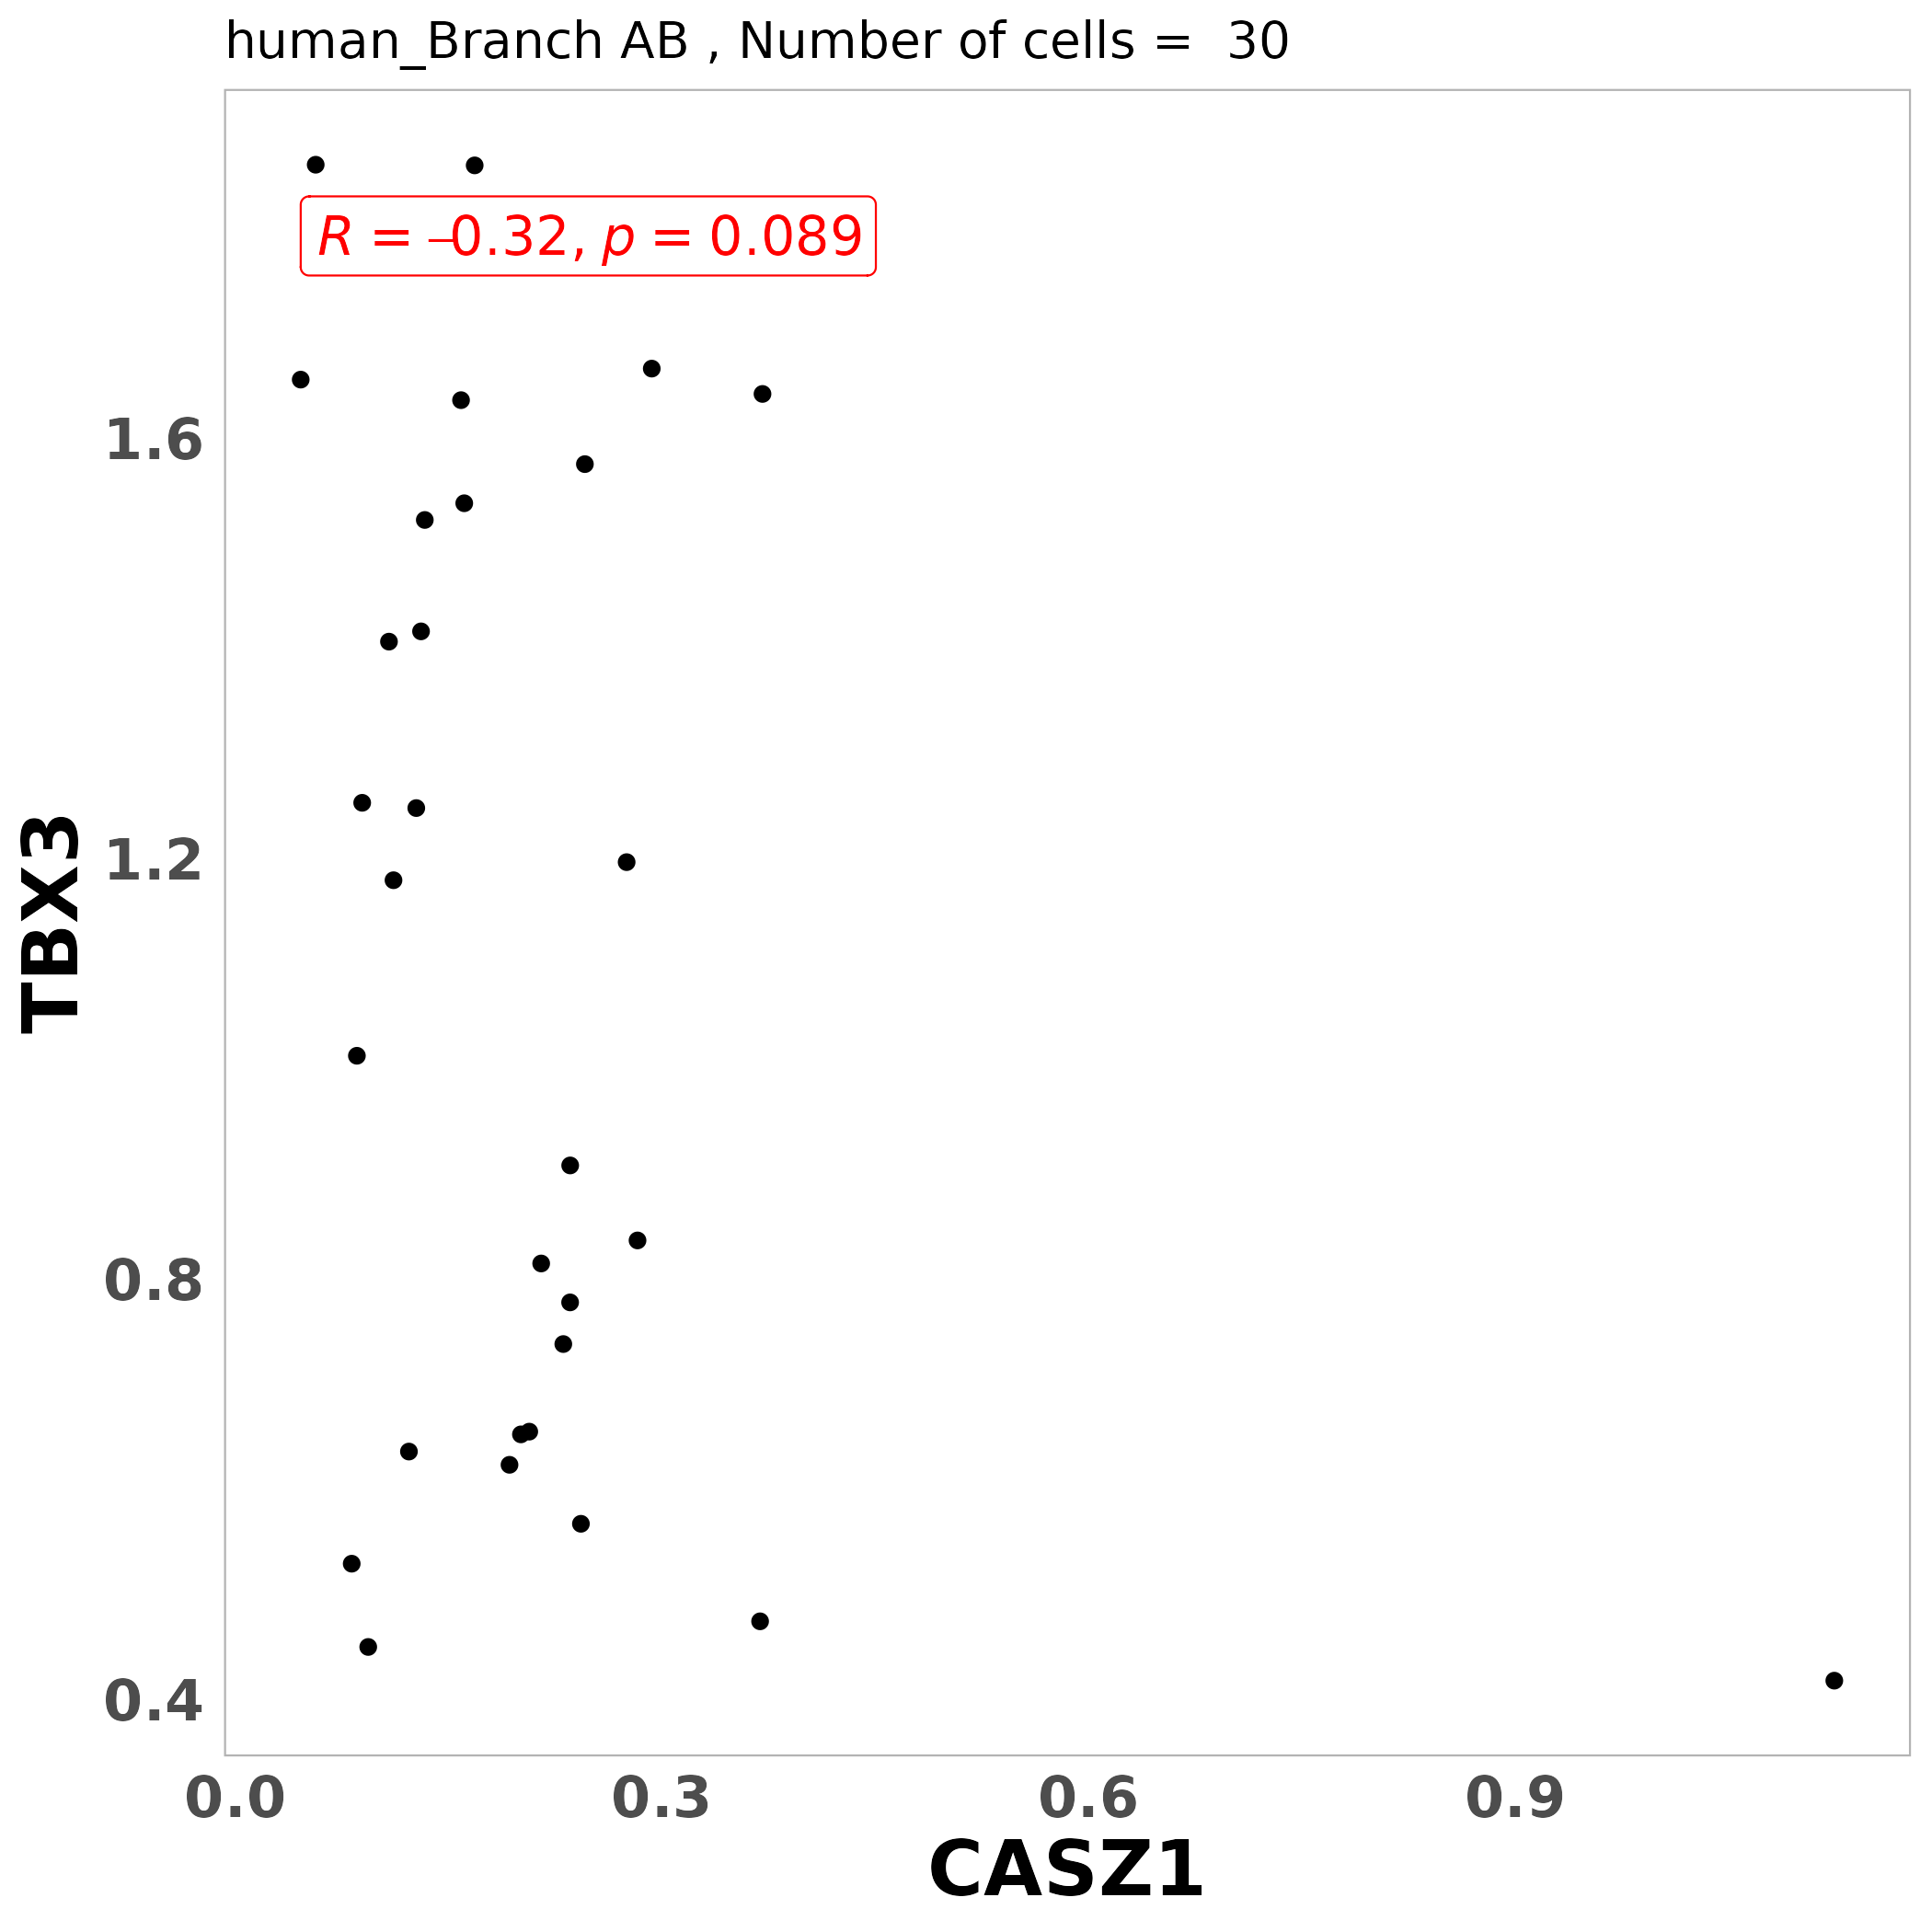 human_Branch AB , Number of cells =  30
R = –0.32, p = 0.089
1.6
1.2
0.8
0.4
TBX3
0.0 0.3 0.6 0.9
CASZ1